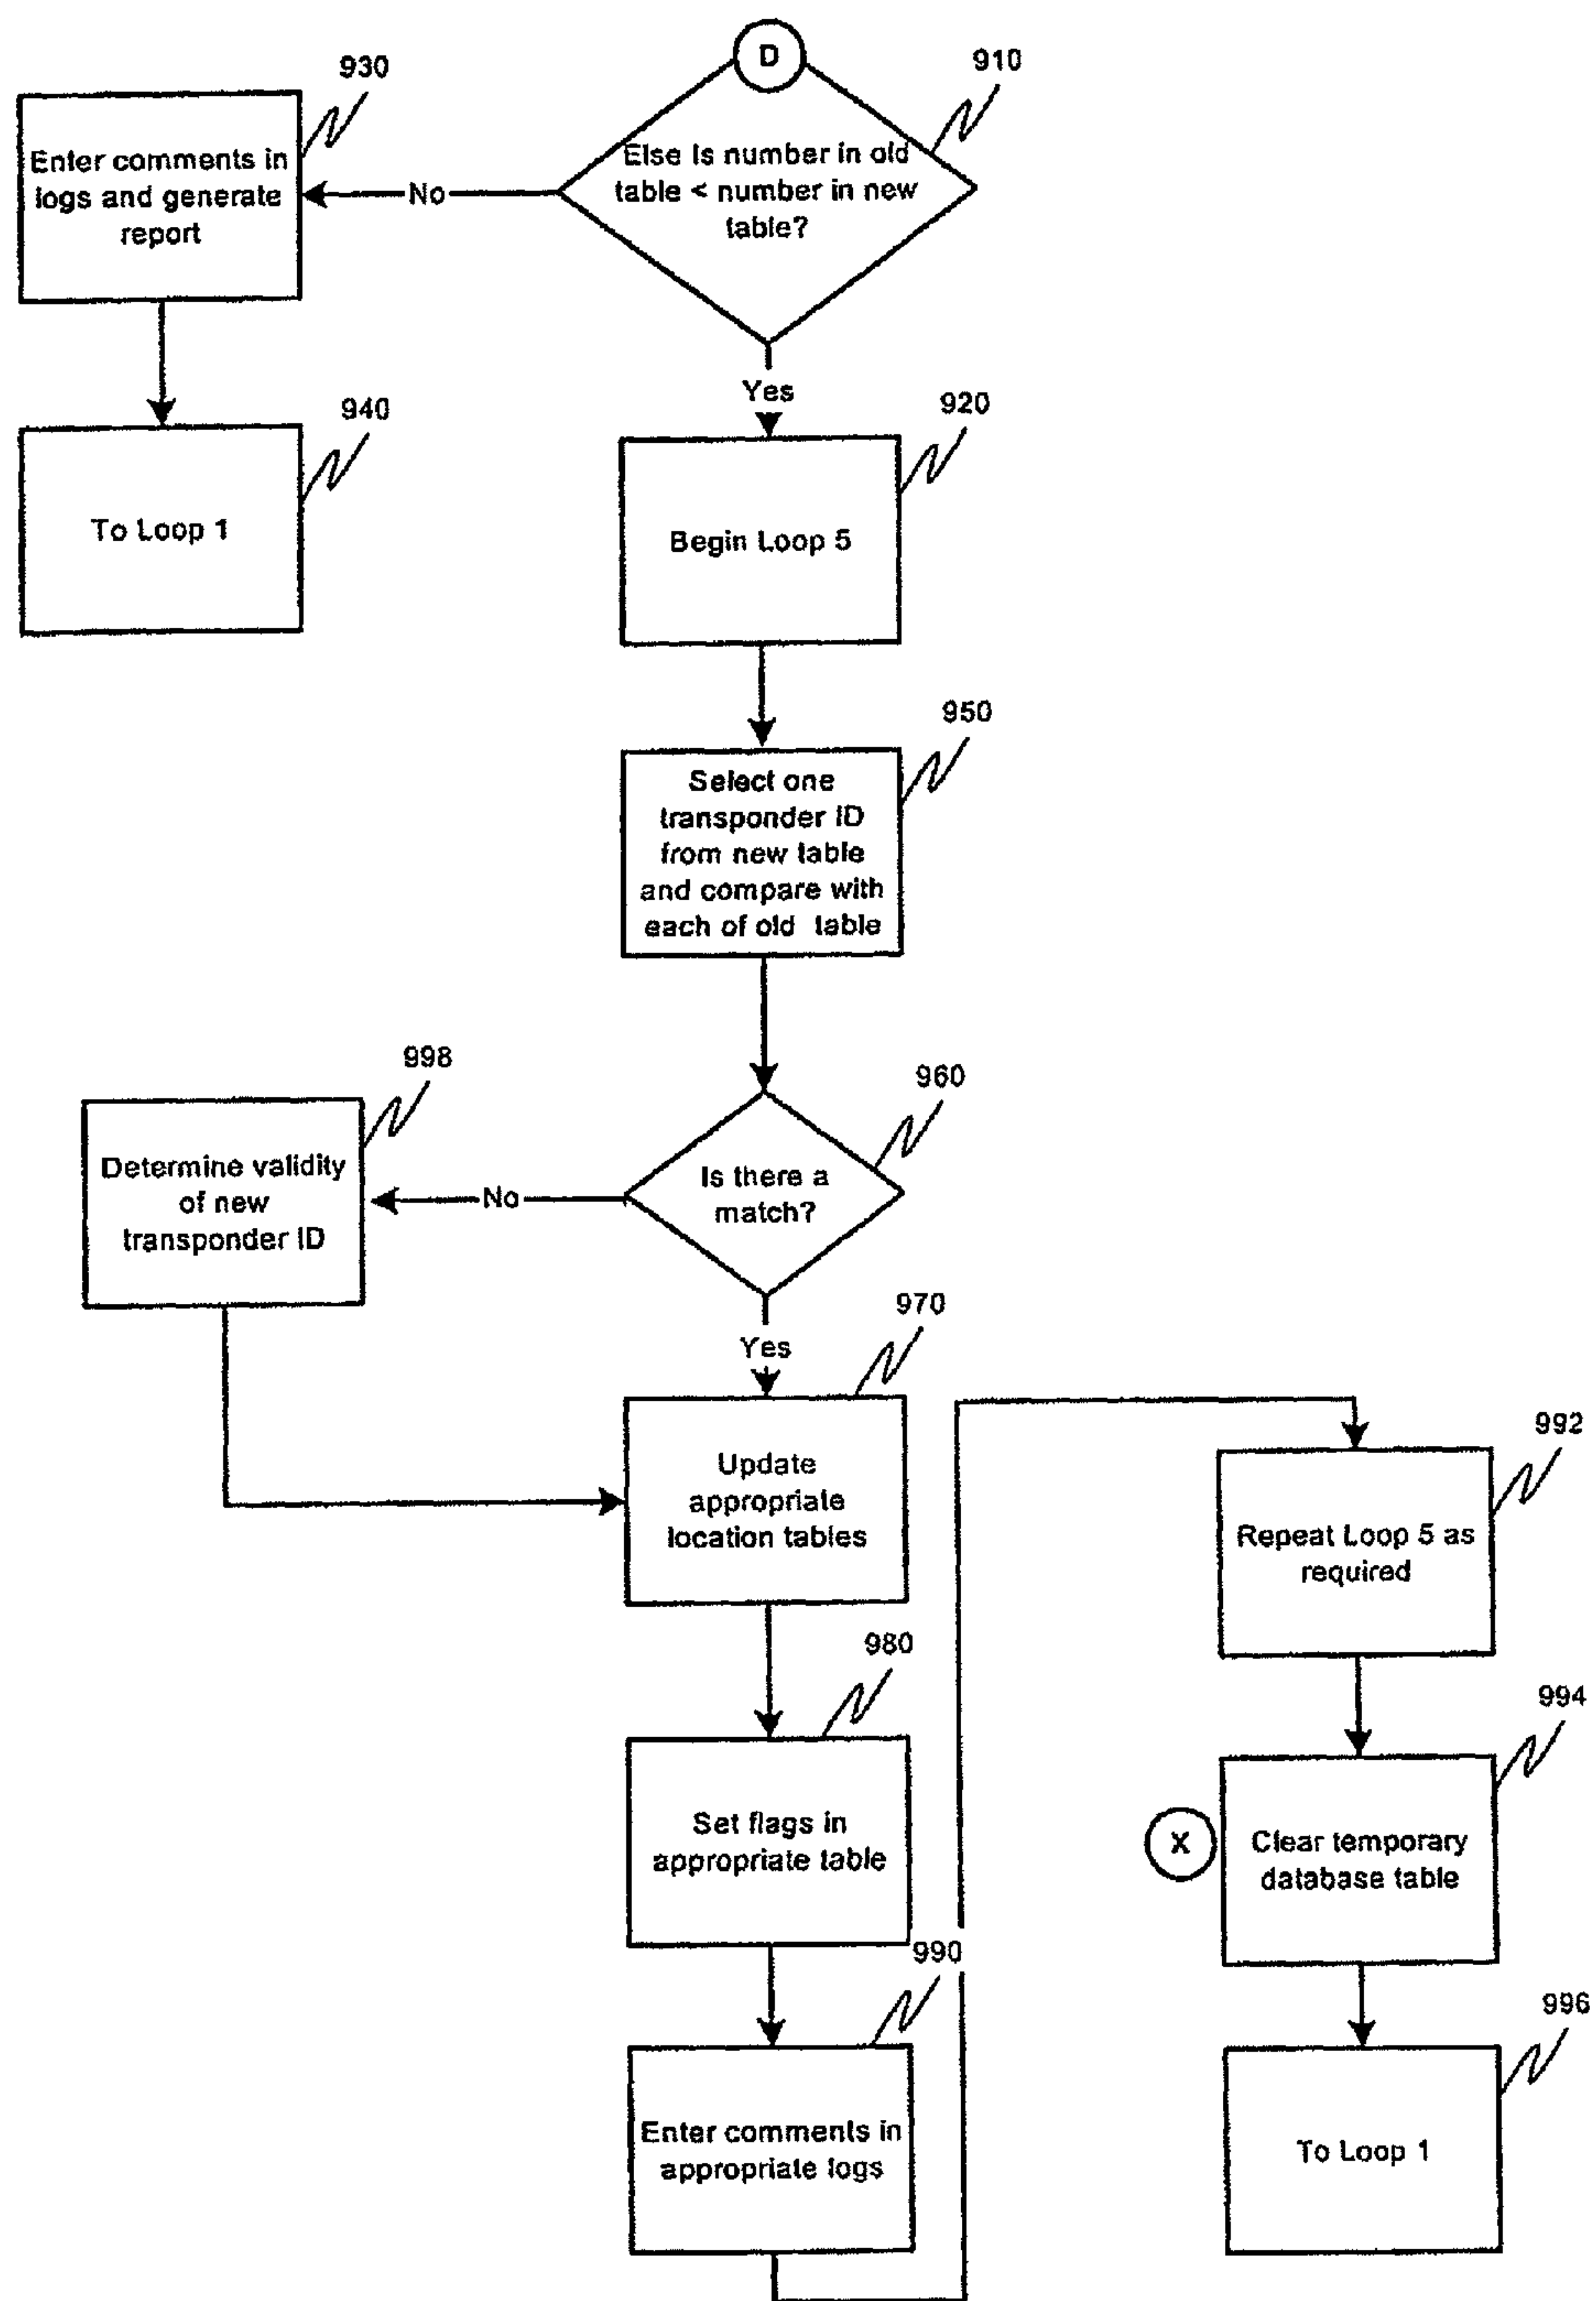 D
910
Else Is number in old
table < number in new
table?
930
Enter comments in
logs and generate
report
No
Yes
940
To Loop 1
920
Begin Loop 5
950
Select one
transponder ID
from new table
and compare with
each of old table
998
Determine validity
of new
transponder ID
No
960
Is there a
match?
Yes
970
Update
appropriate
location tables
980
Set flags in
appropriate table
990
Enter comments in
appropriate logs
992
Repeat Loop 5 as
required
994
X
Clear temporary
database table
996
To Loop 1